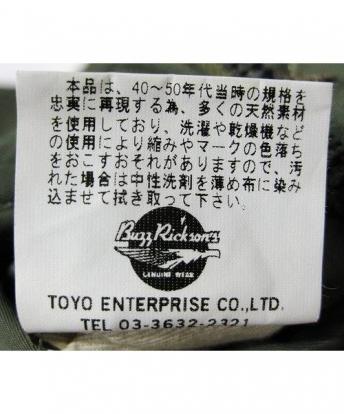 本品は、40〜50年代当時の規格を
忠実に再現する為、多くの天然素材
を使用しており、洗濯や乾燥機など
の使用により縮みやマークの色落ち
をおこすおそれがありますので、汚
れた場合は中性洗剤を薄め布に染み
込ませて拭き取って下さい。
Buzz Rickson's
GENUINE WEAR
TOYO ENTERPRISE CO.,LTD.
TEL 03-3632-2321